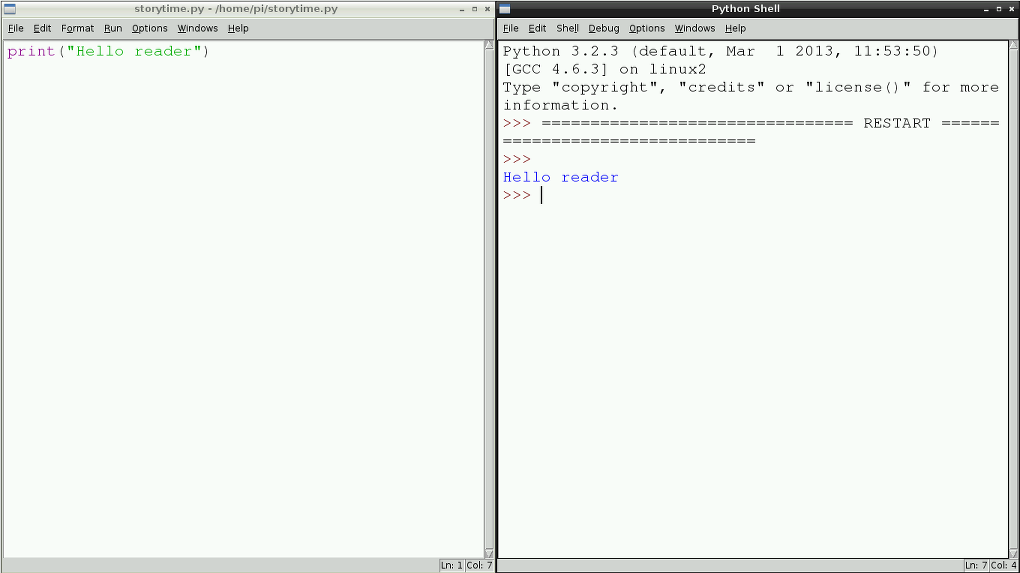 storytime.py - /home/pi/storytime.py
File Edit Format Run Options Windows Help
print("Hello reader")
Ln: 1 Col: 7
Python Shell
File Edit Shell Debug Options Windows Help
Python 3.2.3 (default, Mar  1 2013, 11:53:50)
[GCC 4.6.3] on linux2
Type "copyright", "credits" or "license()" for more
information.
>>> ================================ RESTART ======
==========================
>>>
Hello reader
>>>
Ln: 7 Col: 4